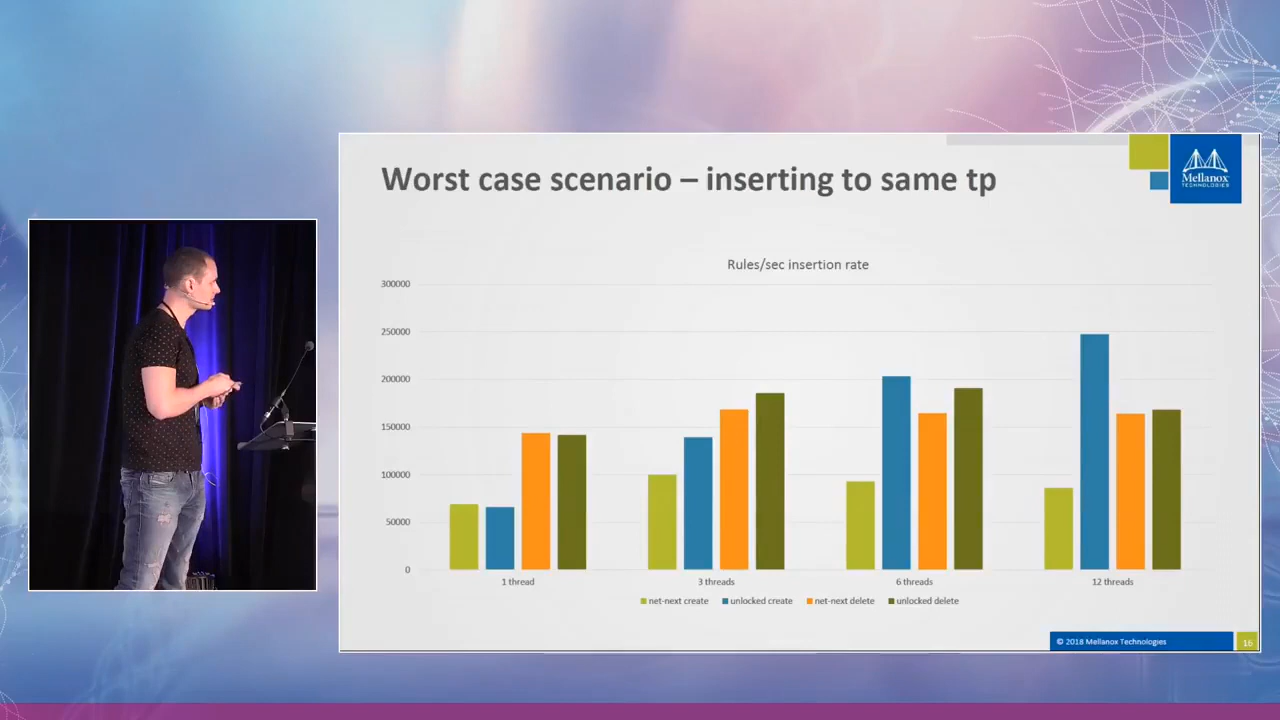 Worst case scenario – inserting to same tp
Mellanox
TECHNOLOGIES
Rules/sec insertion rate
300000
250000
200000
150000
100000
50000
0
1 thread
3 threads
6 threads
12 threads
net-next create
unlocked create
net-next delete
unlocked delete
© 2018 Mellanox Technologies
16